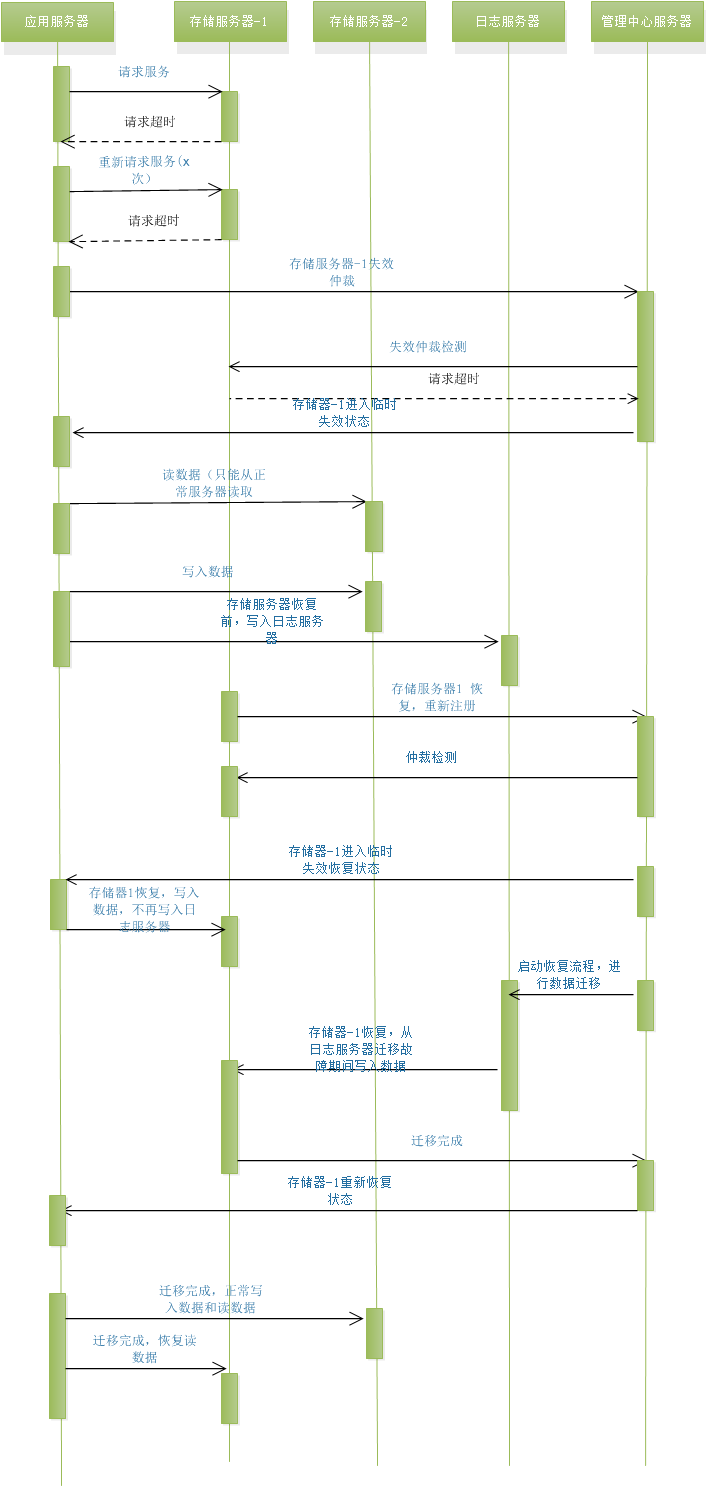 应用服务器
存储服务器-1
存储服务器-2
日志服务器
管理中心服务器
请求服务
请求超时
重新请求服务(x
次）
请求超时
存储服务器-1失效
仲裁
失效仲裁检测
请求超时
存储器-1进入临时
失效状态
读数据（只能从正
常服务器读取
写入数据
存储服务器恢复
前，写入日志服务
器
存储服务器1 恢
复，重新注册
仲裁检测
存储器-1进入临时
失效恢复状态
存储器1恢复，写入
数据，不再写入日
志服务器
启动恢复流程，进
行数据迁移
存储器-1恢复，从
日志服务器迁移故
障期间写入数据
迁移完成
存储器-1重新恢复
状态
迁移完成，正常写
入数据和读数据
迁移完成，恢复读
数据